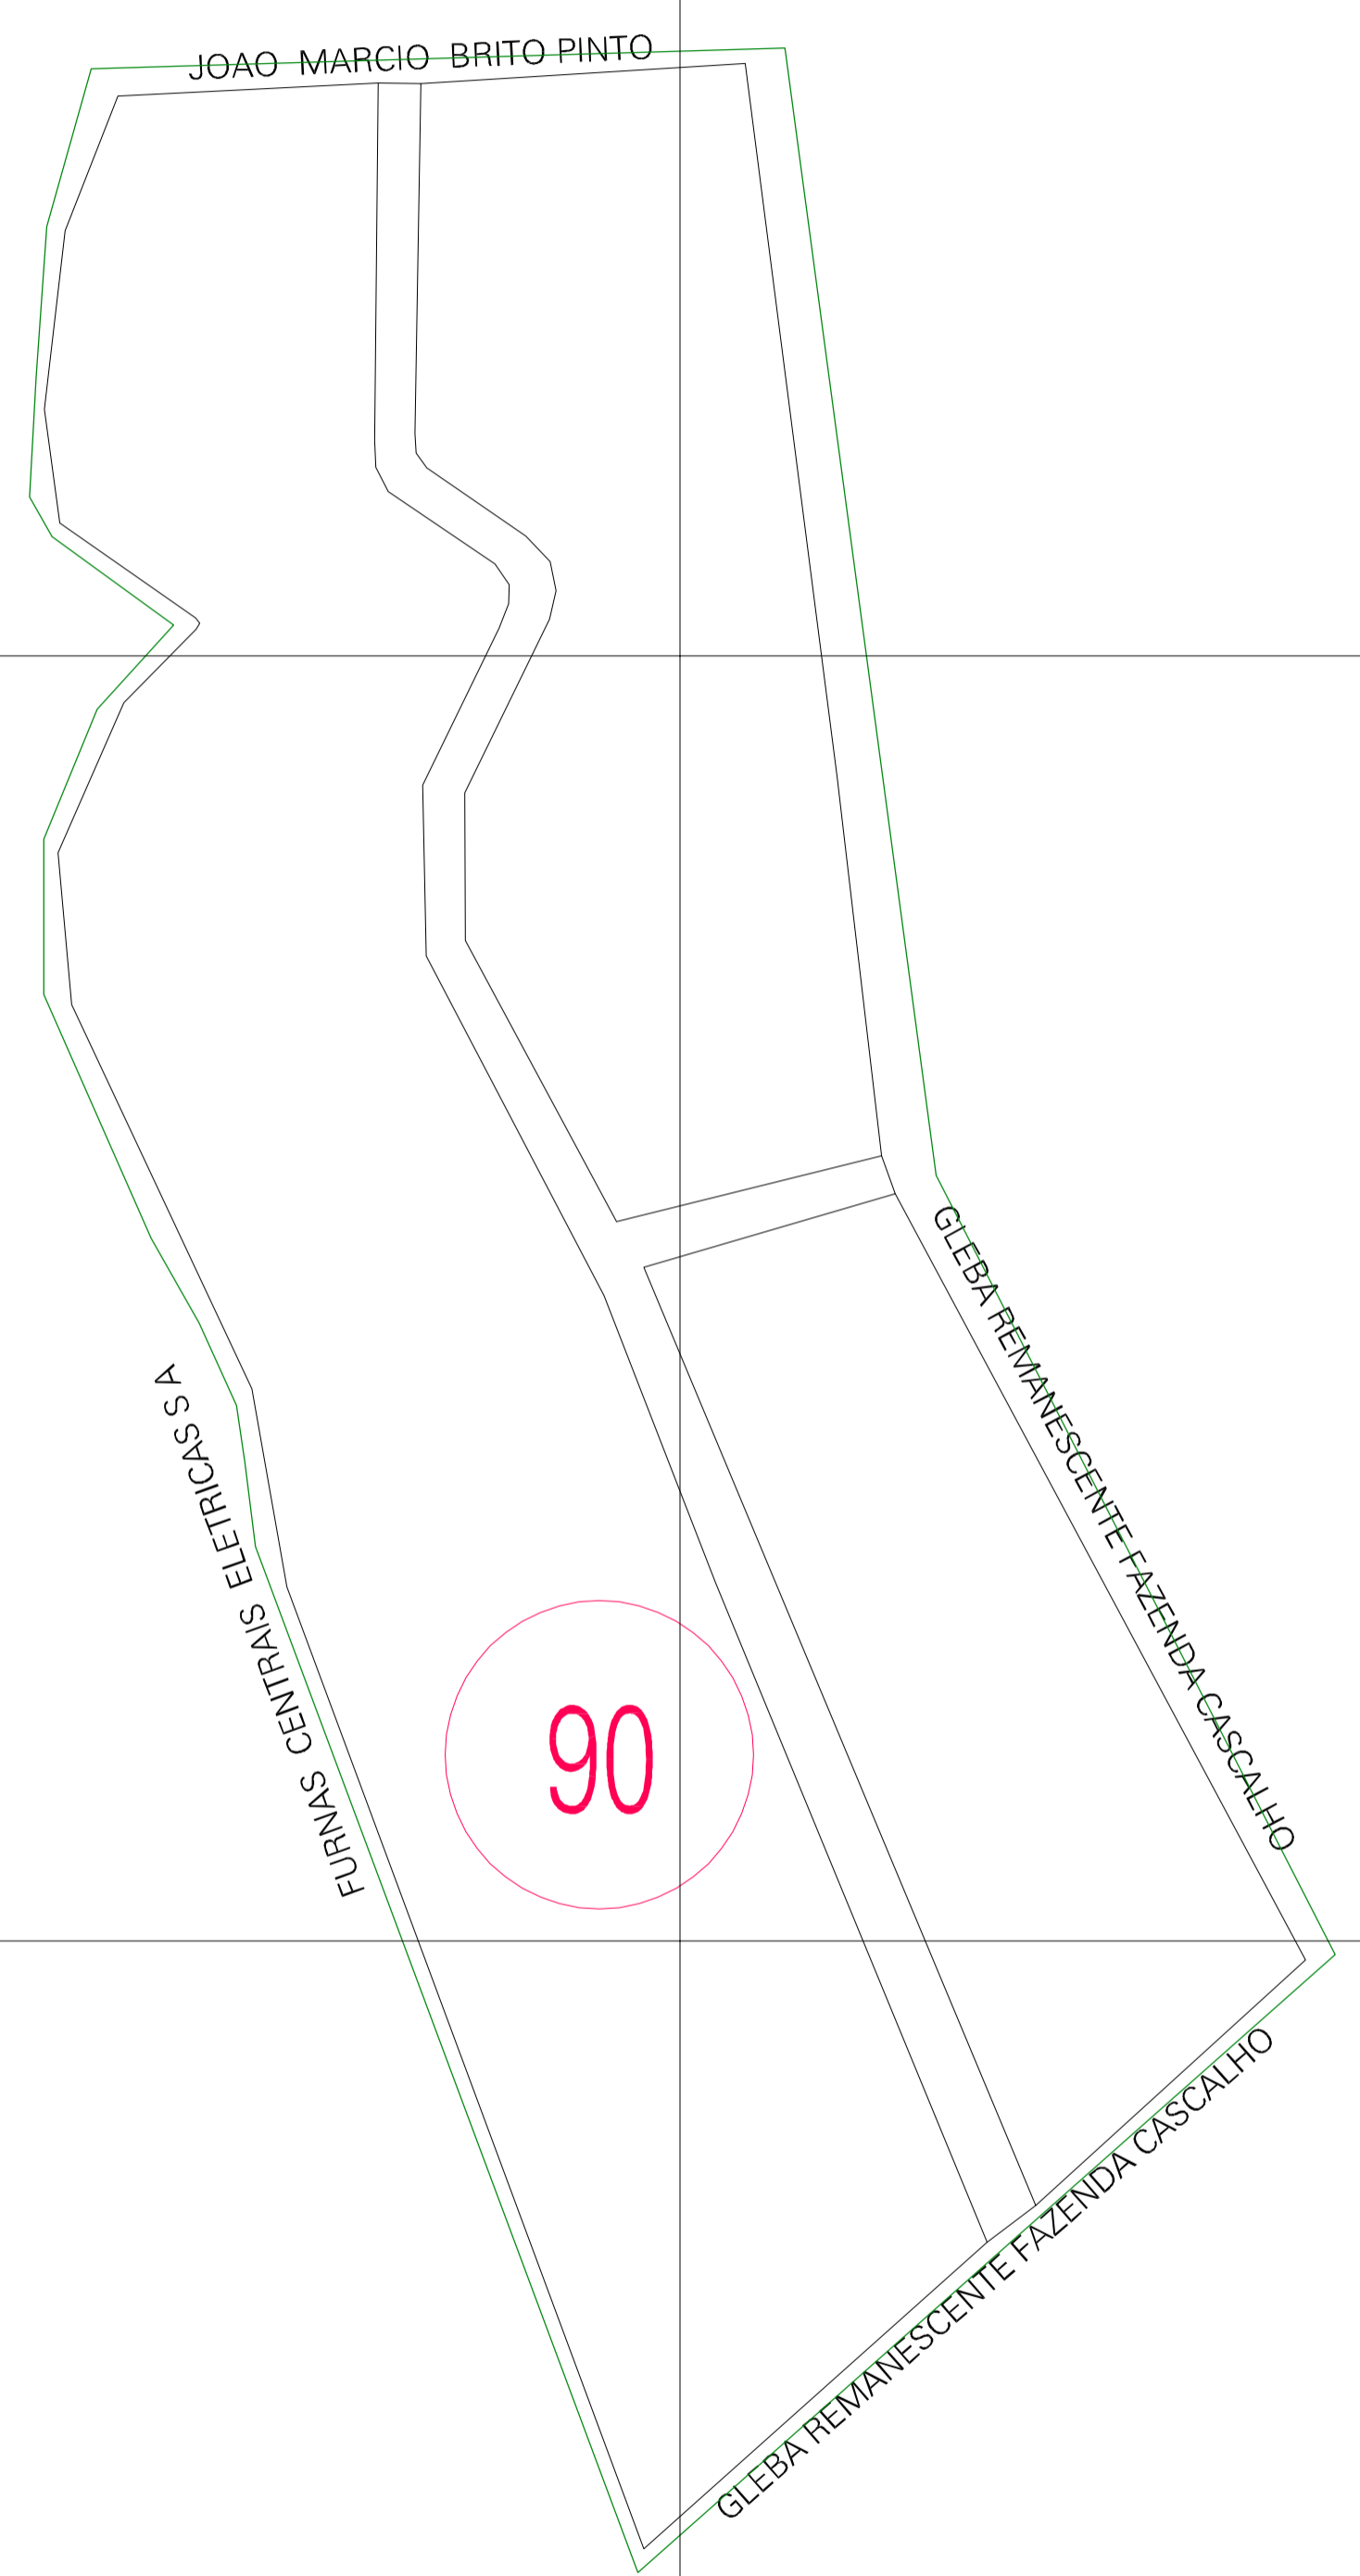 JOAO MARCIO BRITO PINTO
GLEBA REMANESCENTE FAZENDA CASCALHO
FURNAS CENTRAIS ELETRICAS S A
90
GLEBA REMANESCENTE FAZENDA CASCALHO